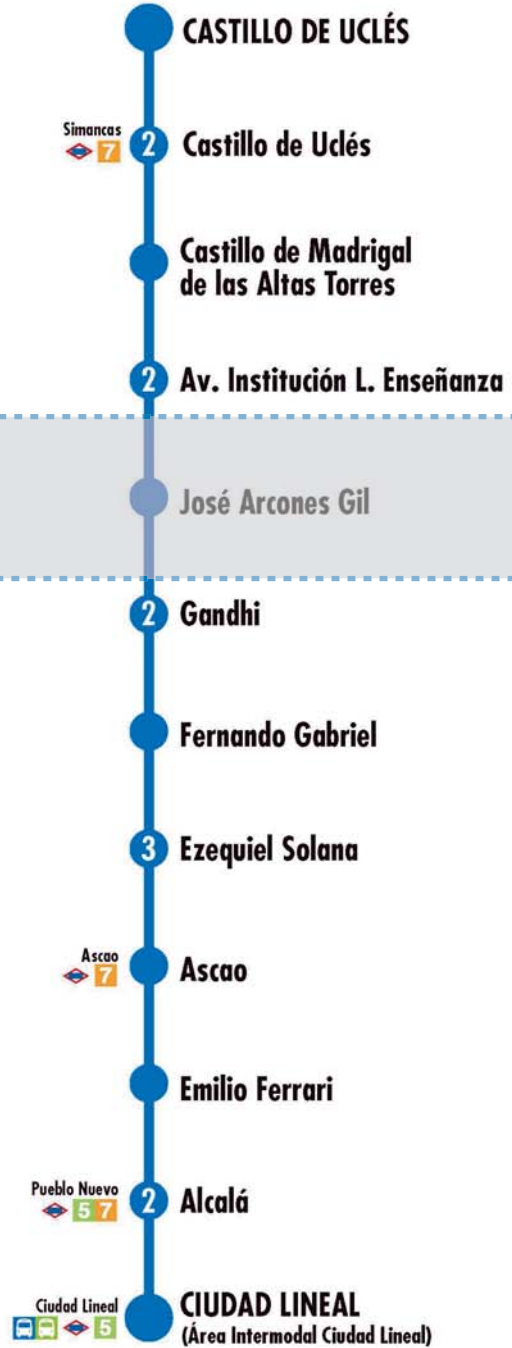 CASTILLO DE UCLÉS
Simancas
7
2
Castillo de Uclés
Castillo de Madrigal
de las Altas Torres
2
Av. Institución L. Enseñanza
José Arcones Gil
2
Gandhi
Fernando Gabriel
3
Ezequiel Solana
Ascao
7
Ascao
Emilio Ferrari
Pueblo Nuevo
5 7
2
Alcalá
Ciudad Lineal
5
CIUDAD LINEAL
(Área Intermodal Ciudad Lineal)